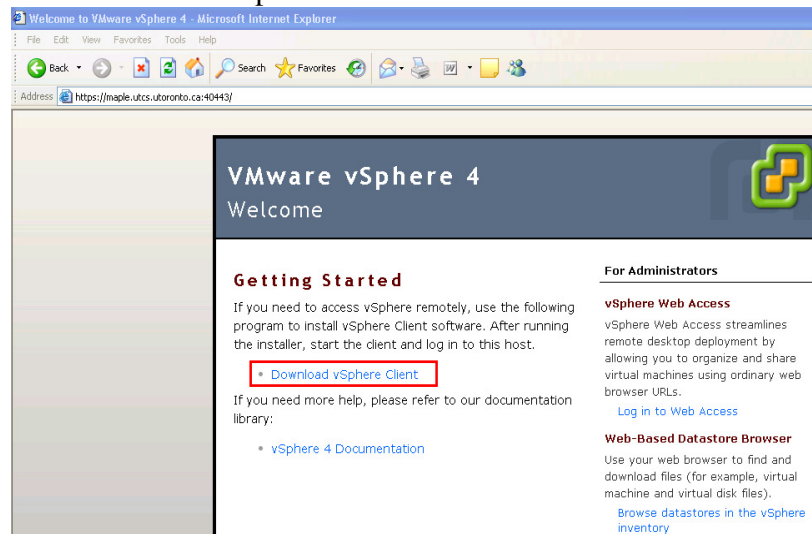 Welcome to VMware vSphere 4 - Microsoft Internet Explorer
File Edit View Favorites Tools Help
Back Search Favorites
Address https://maple.utcs.utoronto.ca:40443/
VMware vSphere 4
Welcome
Getting Started
If you need to access vSphere remotely, use the following
program to install vSphere Client software. After running
the installer, start the client and log in to this host.
• Download vSphere Client
If you need more help, please refer to our documentation
library:
• vSphere 4 Documentation
For Administrators
vSphere Web Access
vSphere Web Access streamlines
remote desktop deployment by
allowing you to organize and share
virtual machines using ordinary web
browser URLs.
Log in to Web Access
Web-Based Datastore Browser
Use your web browser to find and
download files (for example, virtual
machine and virtual disk files).
Browse datastores in the vSphere
inventory